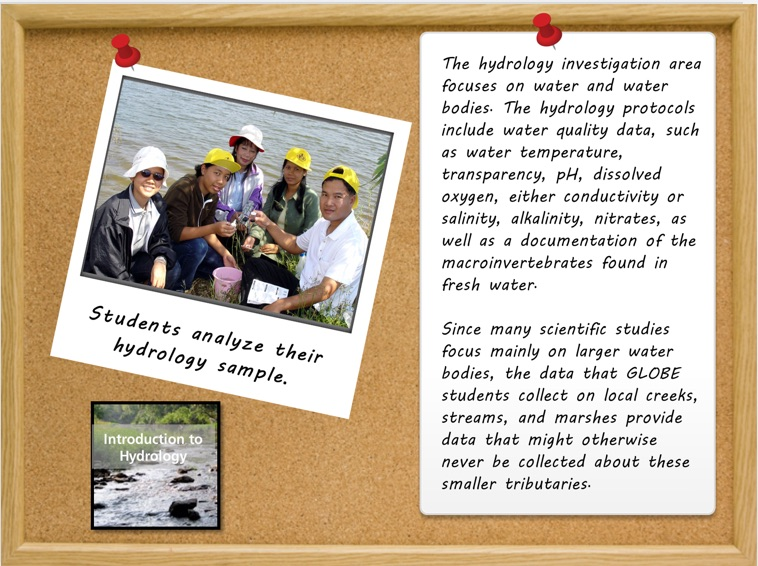 Students analyze their
hydrology sample.
Introduction to
Hydrology
The hydrology investigation area
focuses on water and water
bodies. The hydrology protocols
include water quality data, such
as water temperature,
transparency, pH, dissolved
oxygen, either conductivity or
salinity, alkalinity, nitrates, as
well as a documentation of the
macroinvertebrates found in
fresh water.
Since many scientific studies
focus mainly on larger water
bodies, the data that GLOBE
students collect on local creeks,
streams, and marshes provide
data that might otherwise
never be collected about these
smaller tributaries.